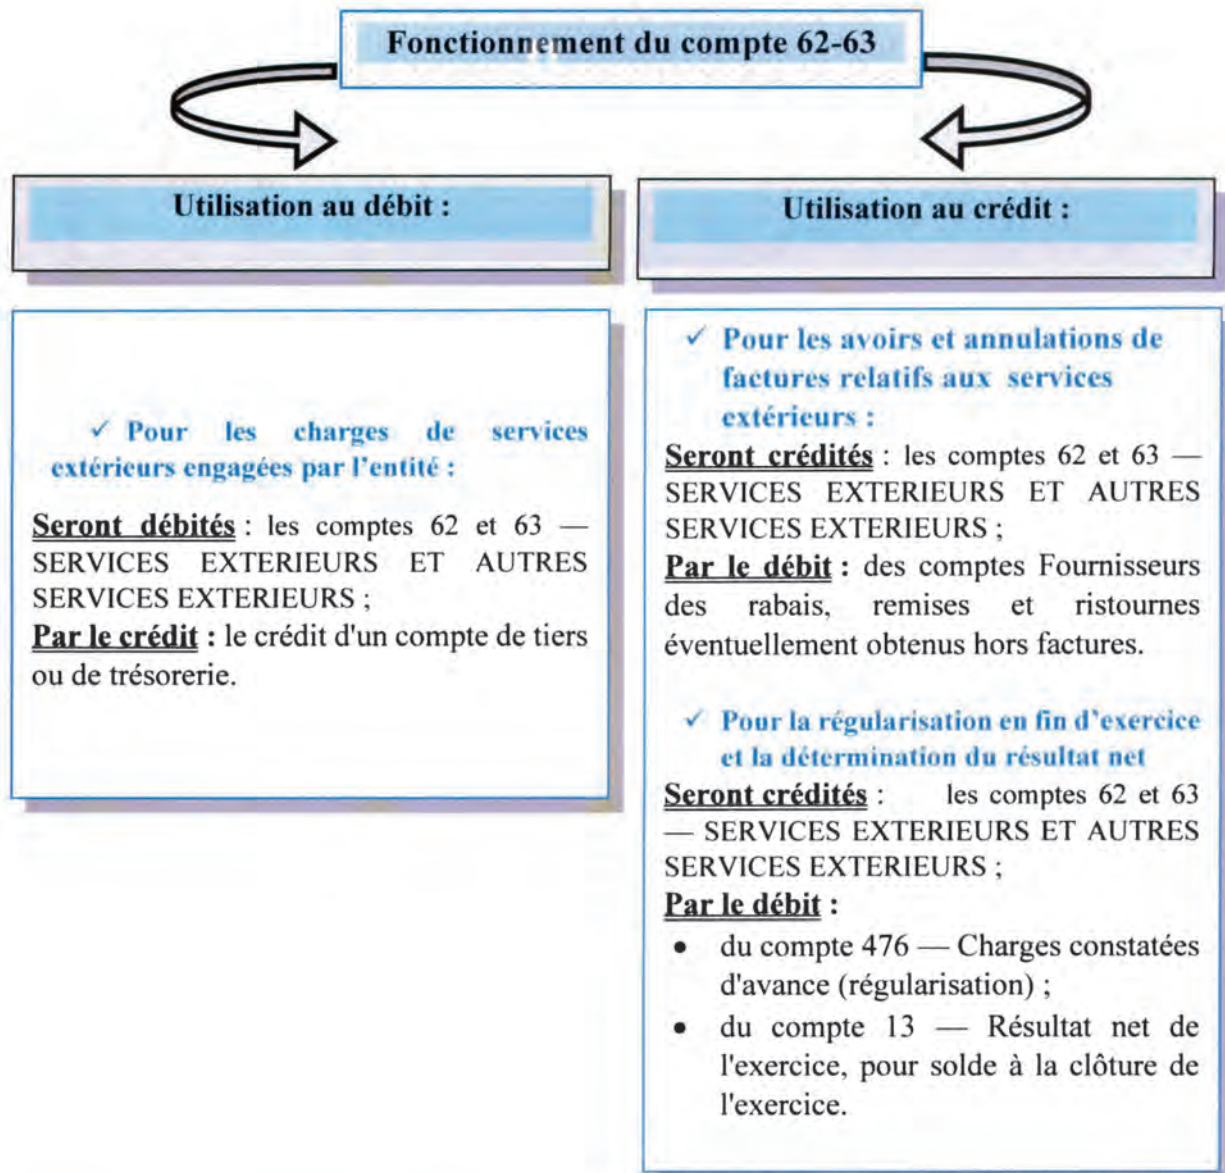 Fonctionnement du compte 62-63
Utilisation au débit :
✓ Pour les charges de services
extérieurs engagées par l'entité :
Seront débités : les comptes 62 et 63 —
SERVICES EXTERIEURS ET AUTRES
SERVICES EXTERIEURS ;
Par le crédit : le crédit d'un compte de tiers
ou de trésorerie.
Utilisation au crédit :
✓ Pour les avoirs et annulations de
factures relatifs aux services
extérieurs :
Seront crédités : les comptes 62 et 63 —
SERVICES EXTERIEURS ET AUTRES
SERVICES EXTERIEURS ;
Par le débit : des comptes Fournisseurs
des rabais, remises et ristournes
éventuellement obtenus hors factures.
✓ Pour la régularisation en fin d'exercice
et la détermination du résultat net
Seront crédités : les comptes 62 et 63
— SERVICES EXTERIEURS ET AUTRES
SERVICES EXTERIEURS ;
Par le débit :
• du compte 476 — Charges constatées
d'avance (régularisation) ;
• du compte 13 — Résultat net de
l'exercice, pour solde à la clôture de
l'exercice.